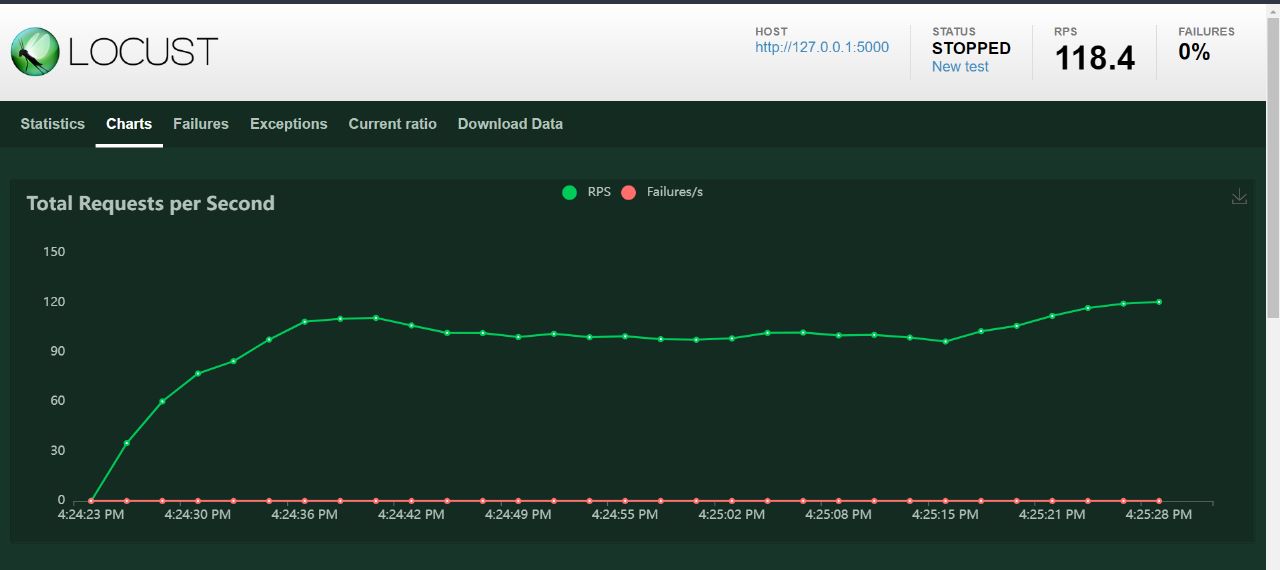 LOCUST
HOST
http://127.0.0.1:5000
STATUS
STOPPED
New test
RPS
118.4
FAILURES
0%
Statistics Charts Failures Exceptions Current ratio Download Data
Total Requests per Second
RPS Failures/s
150
120
90
60
30
0
4:24:23 PM 4:24:30 PM 4:24:36 PM 4:24:42 PM 4:24:49 PM 4:24:55 PM 4:25:02 PM 4:25:08 PM 4:25:15 PM 4:25:21 PM 4:25:28 PM